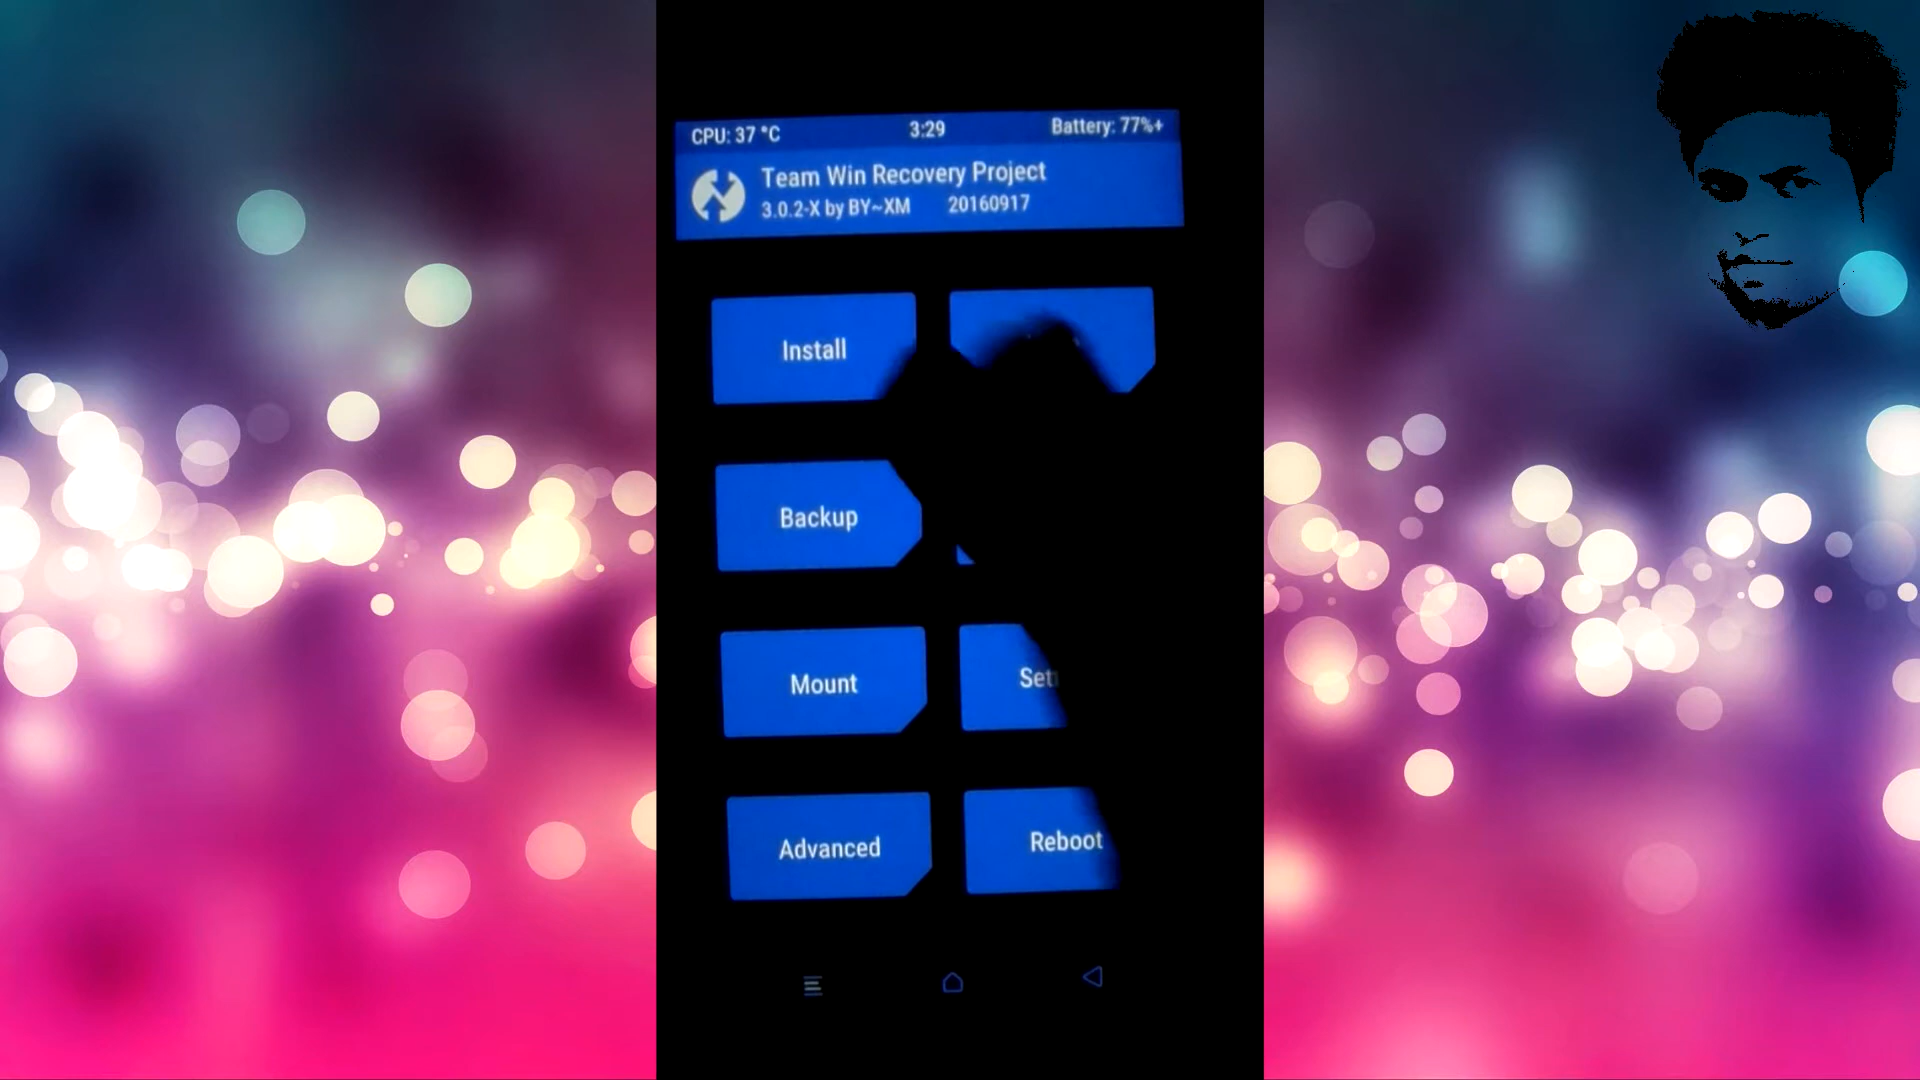 CPU: 37 °C 3:29 Battery: 77%+
Team Win Recovery Project
3.0.2-X by BY~XM 20160917
Install
Backup
Mount
Advanced Reboot